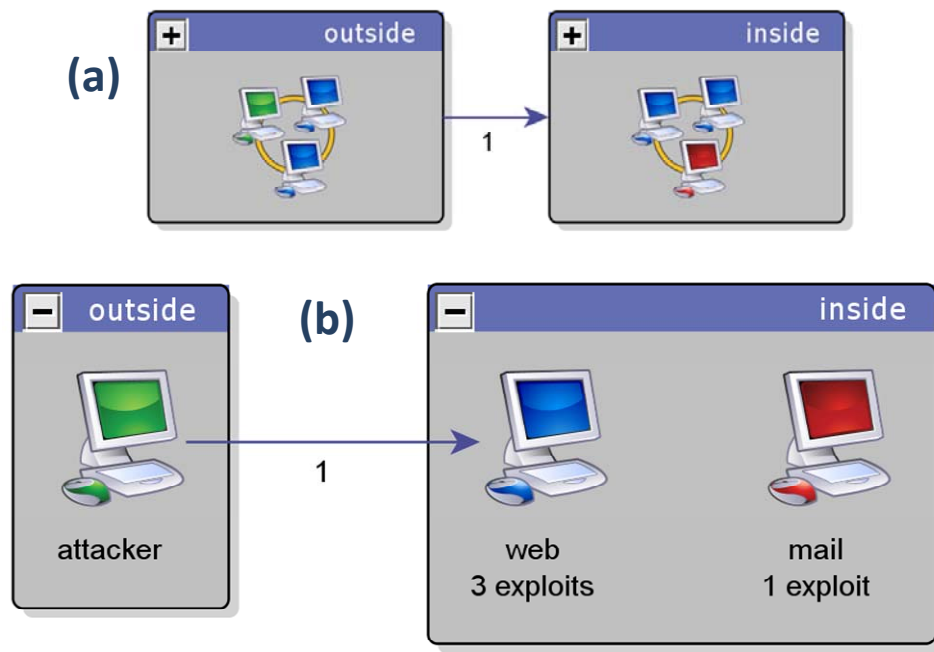 outside
inside
(a)
1
outside
(b)
inside
1
attacker
web
mail
3 exploits
1 exploit